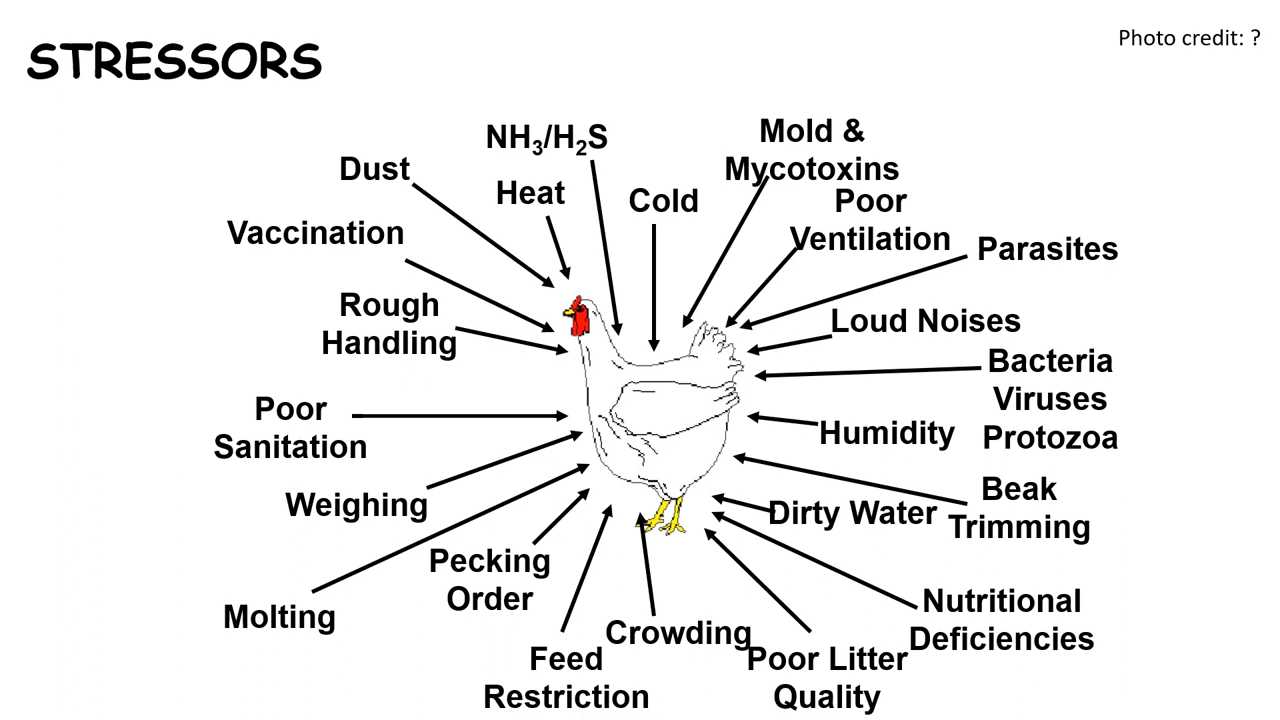 STRESSORS
Photo credit: ?
NH₃/H₂S
Mold &
Mycotoxins
Dust
Heat
Cold
Poor
Ventilation
Vaccination
Parasites
Rough
Handling
Loud Noises
Bacteria
Viruses
Protozoa
Poor
Sanitation
Humidity
Weighing
Beak
Trimming
Dirty Water
Pecking
Order
Molting
Nutritional
Deficiencies
Crowding
Feed
Restriction
Poor Litter
Quality